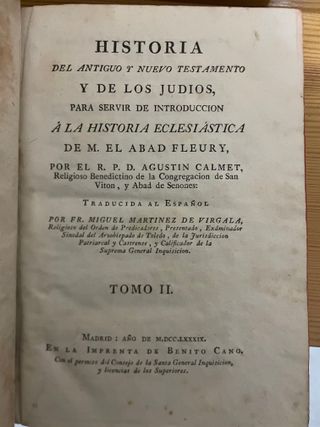 HISTORIA
DEL ANTIGUO Y NUEVO TESTAMENTO
Y DE LOS JUDIOS,
PARA SERVIR DE INTRODUCCION
Á LA HISTORIA ECLESIÁSTICA
DE M. EL ABAD FLEURY,
POR EL R. P. D. AGUSTIN CALMET,
Religioso Benedictino de la Congregacion de San
Viton, y Abad de Senones:
TRADUCIDA AL ESPAÑOL
POR FR. MIGUEL MARTINEZ DE VIRGALA,
Religioso del Orden de Predicadores, Presentado, Exâminador
Sinodal del Arzobispado de Toledo, de la Jurisdiccion
Patriarcal y Castrense, y Calificador de la
Suprema General Inquisicion.
TOMO II.
MADRID: AÑO DE M.DCC.LXXXIX.
EN LA IMPRENTA DE BENITO CANO,
Con el permiso del Consejo de la Santa General Inquisicion,
y licencias de los Superiores.